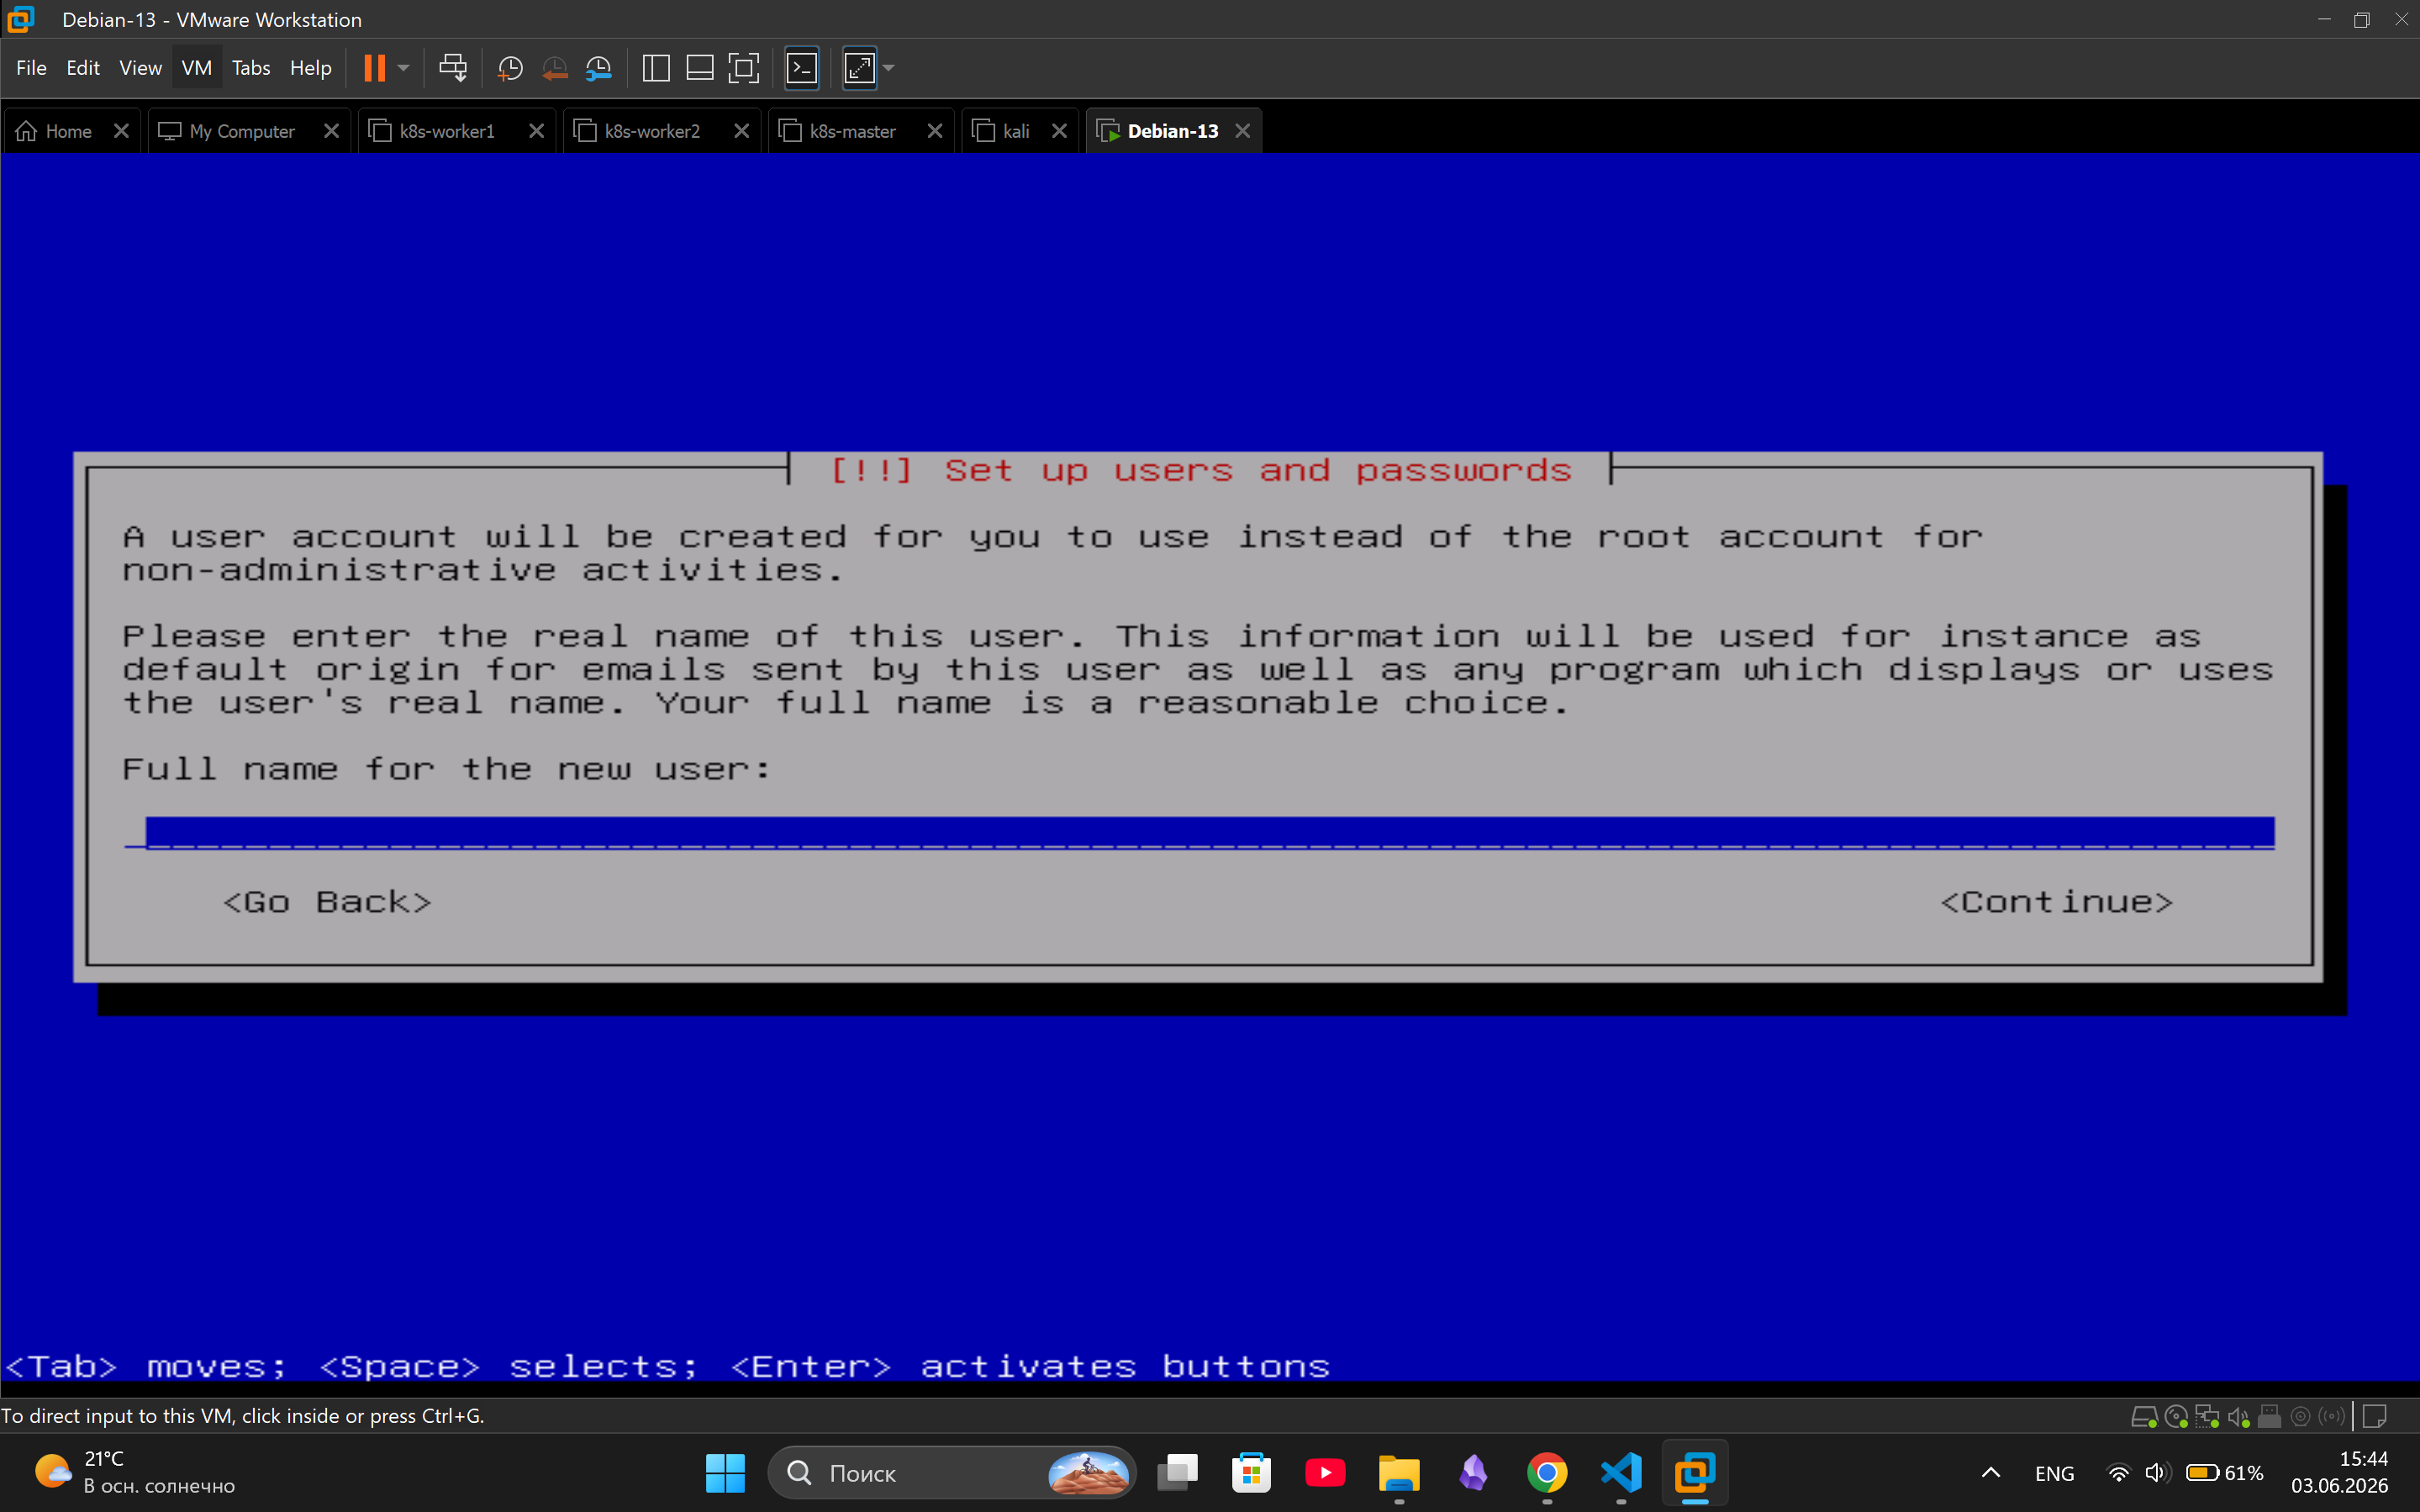 Debian-13 - VMware Workstation
File Edit View VM Tabs Help
Home My Computer k8s-worker1 k8s-worker2 k8s-master kali Debian-13
[!!] Set up users and passwords
A user account will be created for you to use instead of the root account for
non-administrative activities.
Please enter the real name of this user. This information will be used for instance as
default origin for emails sent by this user as well as any program which displays or uses
the user's real name. Your full name is a reasonable choice.
Full name for the new user:
<Go Back> <Continue>
<Tab> moves; <Space> selects; <Enter> activates buttons
To direct input to this VM, click inside or press Ctrl+G.
21°C
В осн. солнечно
Поиск
ENG
61%
15:44
03.06.2026